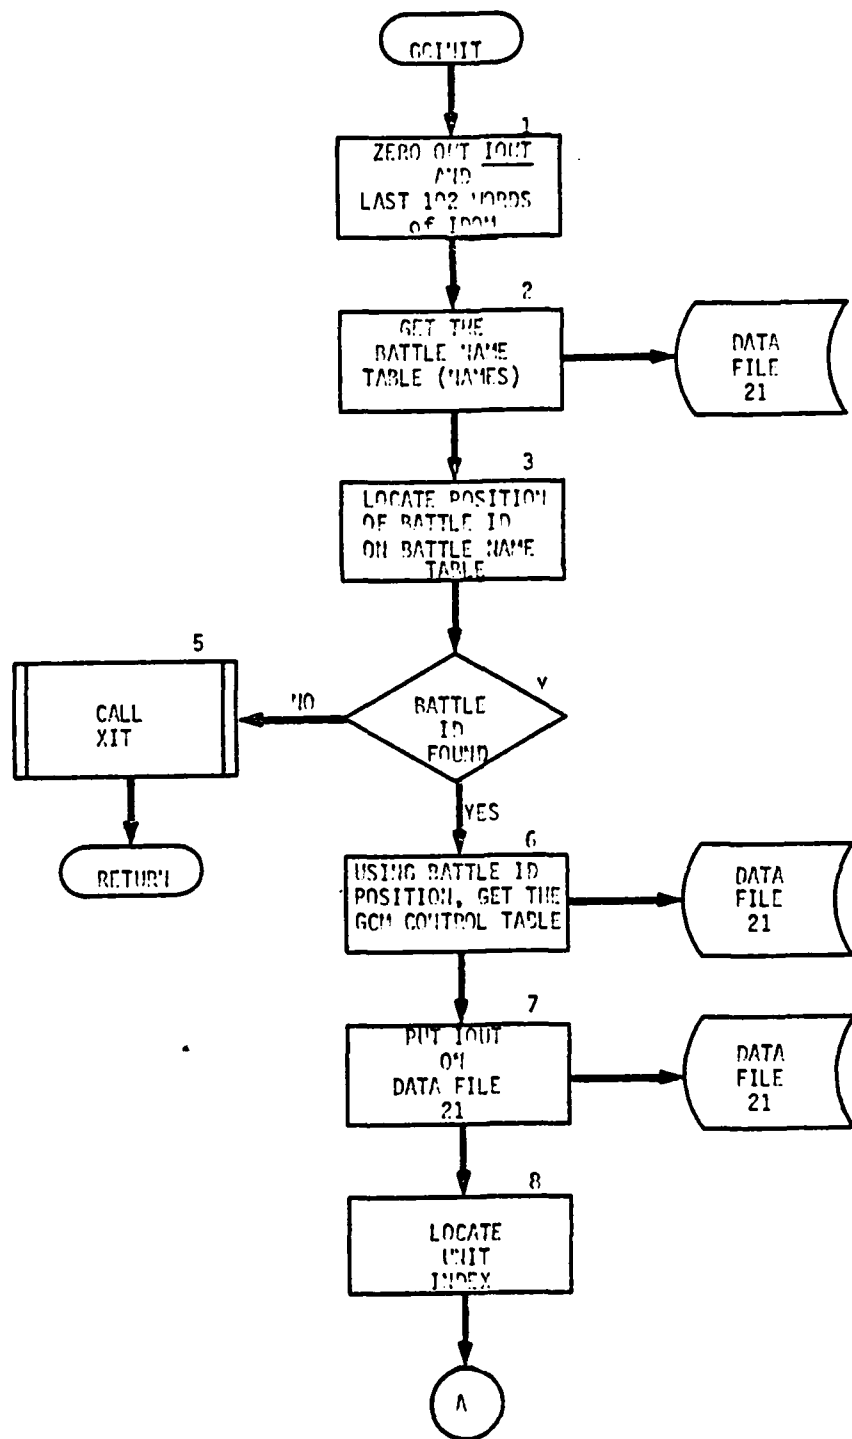 GCINIT
1
ZERO OUT IOUT
AND
LAST 102 WORDS
of IDOM
2
GET THE
BATTLE NAME
TABLE (NAMES)
DATA
FILE
21
3
LOCATE POSITION
OF BATTLE ID
ON BATTLE NAME
TABLE
5
CALL
XIT
NO
BATTLE
ID
FOUND
RETURN
YES
6
USING BATTLE ID
POSITION, GET THE
GCM CONTROL TABLE
DATA
FILE
21
7
PUT IOUT
ON
DATA FILE
21
DATA
FILE
21
8
LOCATE
UNIT
INDEX
A